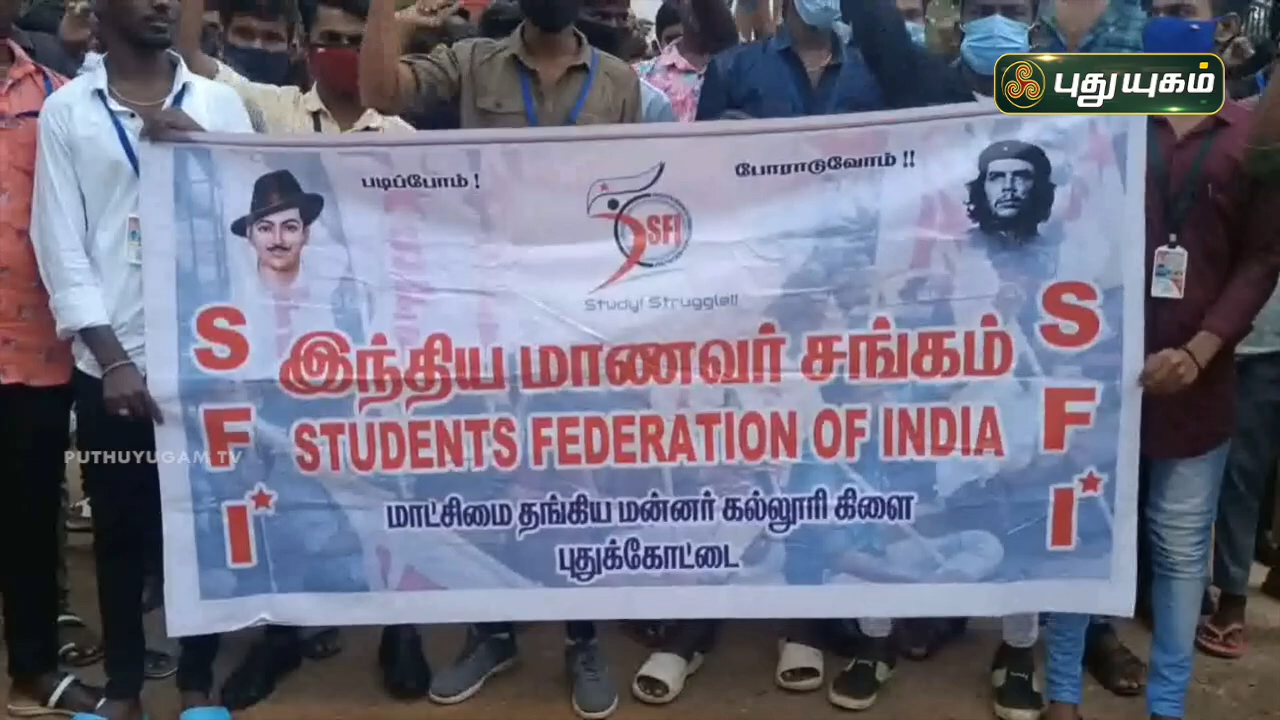 புதுயுகம்
படிப்போம் !
போராடுவோம் !!
SFI
Study! Struggle!!
S F I
இந்திய மாணவர் சங்கம்
S F I
STUDENTS FEDERATION OF INDIA
PUTHUYUGAM TV
மாட்சிமை தங்கிய மன்னர் கல்லூரி கிளை
புதுக்கோட்டை